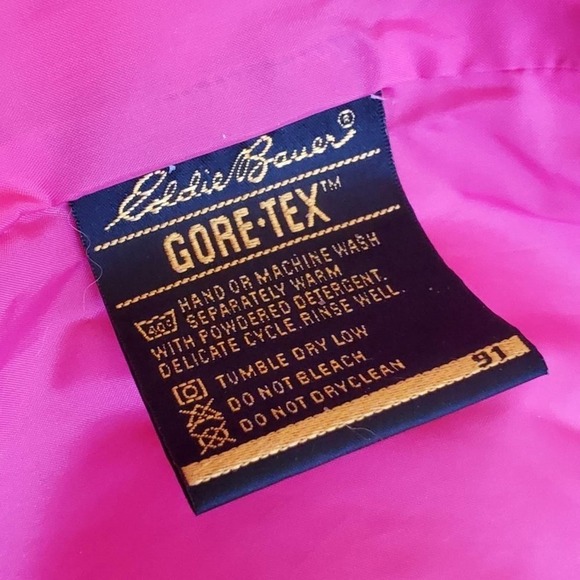 Eddie Bauer®
GORE-TEX™
40°
HAND OR MACHINE WASH
SEPARATELY WARM
WITH POWDERED DETERGENT.
DELICATE CYCLE. RINSE WELL.
TUMBLE DRY LOW
DO NOT BLEACH
DO NOT DRYCLEAN
91